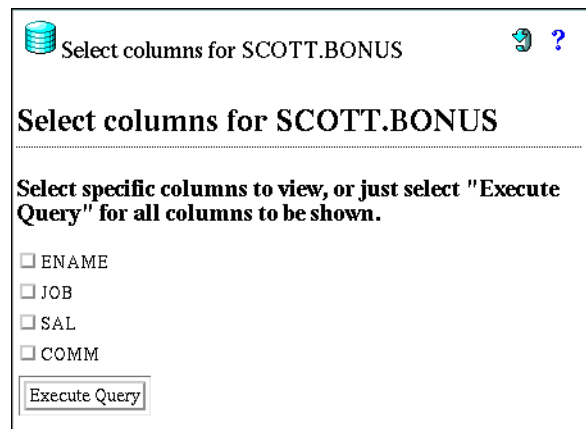 Select columns for SCOTT.BONUS ?
Select columns for SCOTT.BONUS
Select specific columns to view, or just select "Execute
Query" for all columns to be shown.
ENAME
JOB
SAL
COMM
Execute Query